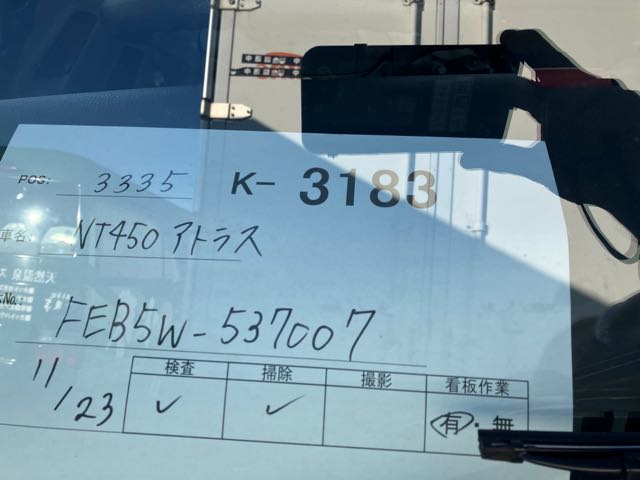 POS: 3335 K-3183
車名. NT450 アトラス
No.: FEB5W-537007
11/23
検査 掃除 撮影 看板作業
✓ ✓ 有・無